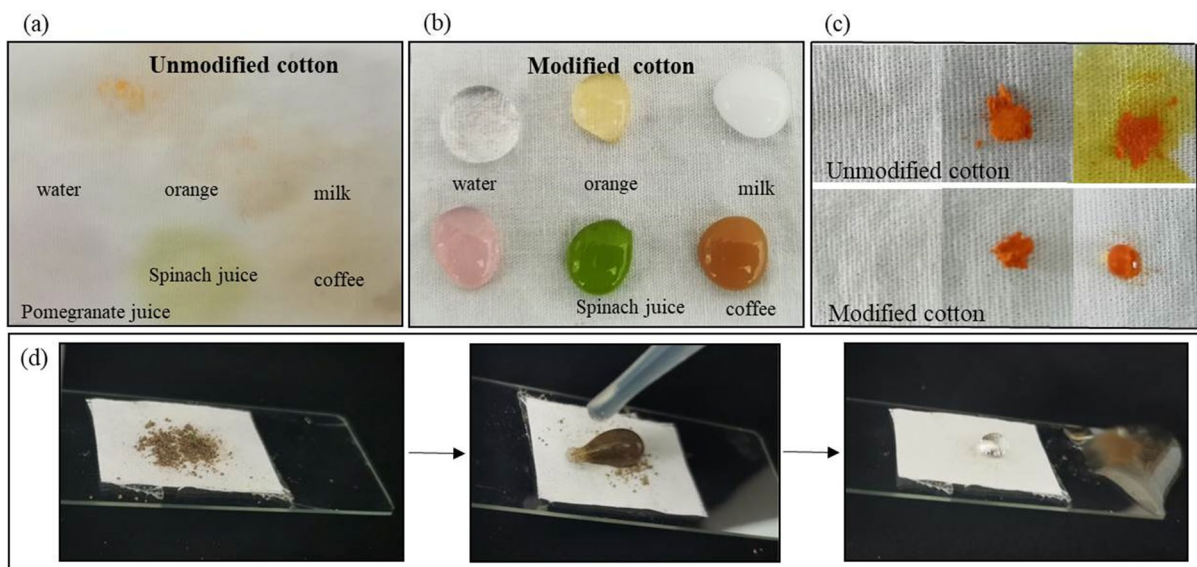 (a)
Unmodified cotton
water orange milk
Spinach juice coffee
Pomegranate juice
(b)
Modified cotton
water orange milk
Spinach juice coffee
(c)
Unmodified cotton
Modified cotton
(d)